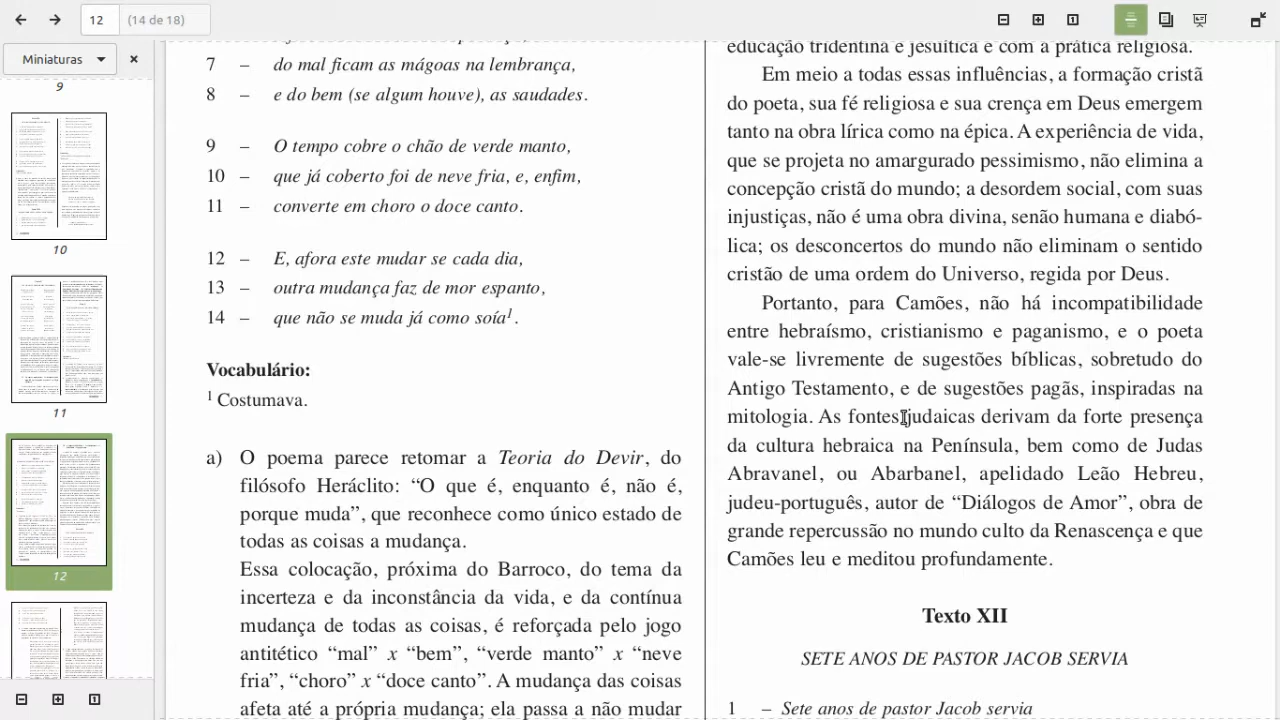 12
(14 de 18)
Miniaturas
9
10
11
12
7 – do mal ficam as mágoas na lembrança,
8 – e do bem (se algum houve), as saudades.
9 – O tempo cobre o chão de verde manto,
10 – que já coberto foi de neve fria, e, enfim,
11 – converte em choro o doce canto.
12 – E, afora este mudar se cada dia,
13 – outra mudança faz de mor espanto,
14 – que não se muda já como soía¹.
Vocabulário:
¹ Costumava.
a) O poema parece retomar a Teoria do Devir, do
filósofo Heráclito: “O que é, enquanto é, não é,
porque muda”, que reconhece como único estado de
todas as coisas a mudança.
Essa colocação, próxima do Barroco, do tema da
incerteza e da inconstância da vida, e da contínua
mudança de todas as coisas é reforçada pelo jogo
antitético “mal” x “bem”, “verde manto” x “neve
fria”, “choro” x “doce canto”. A mudança das coisas
afeta até a própria mudança; ela passa a não mudar
educação tridentina e jesuítica e com a prática religiosa.
Em meio a todas essas influências, a formação cristã
do poeta, sua fé religiosa e sua crença em Deus emergem
tanto na obra lírica como na épica. A experiência de vida,
que se projeta no amargurado pessimismo, não elimina a
concepção cristã do mundo; a desordem social, com suas
injustiças, não é uma obra divina, senão humana e diabó-
lica; os desconcertos do mundo não eliminam o sentido
cristão de uma ordem do Universo, regida por Deus.
Portanto, para Camões, não há incompatibilidade
entre hebraísmo, cristianismo e paganismo, e o poeta
vale-se livremente de sugestões bíblicas, sobretudo do
Antigo Testamento, e de sugestões pagãs, inspiradas na
mitologia. As fontes judaicas derivam da forte presença
da cultura hebraica na Península, bem como de Judas
Abravanel, ou Abarbanel, apelidado Leão Hebreu,
judeu-português, autor de “Diálogos de Amor”, obra de
grande repercussão no mundo culto da Renascença e que
Camões leu e meditou profundamente.
Texto XII
SETE ANOS DE PASTOR JACOB SERVIA
1 – Sete anos de pastor Jacob servia